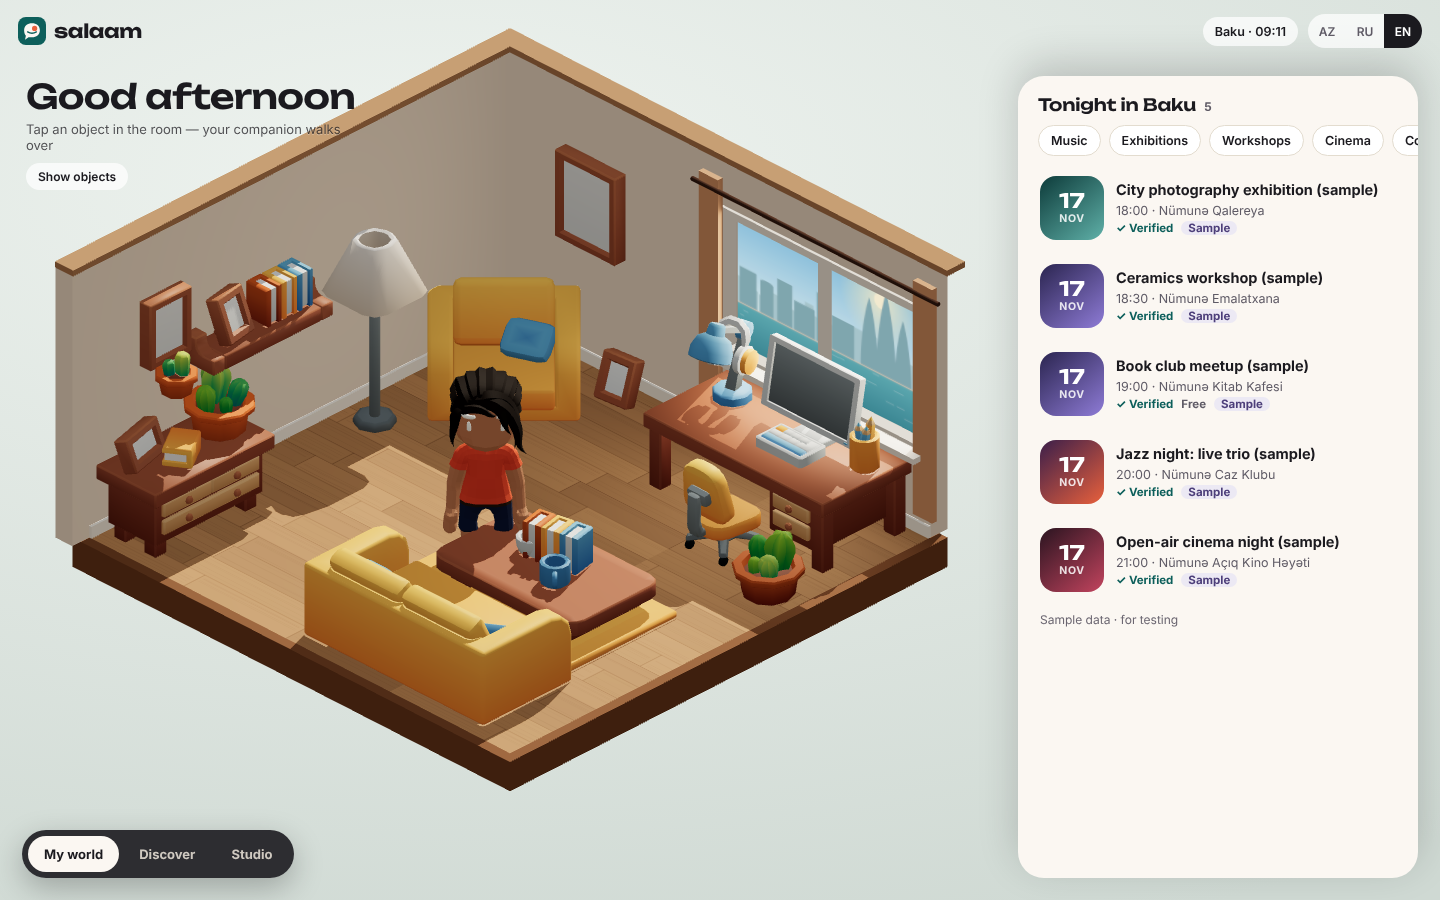 salaam
Baku · 09:11
AZ
RU
EN
Good afternoon
Tap an object in the room — your companion walks
over
Show objects
Tonight in Baku 5
Music
Exhibitions
Workshops
Cinema
17
NOV
City photography exhibition (sample)
18:00 · Nümunə Qalereya
✓ Verified Sample
17
NOV
Ceramics workshop (sample)
18:30 · Nümunə Emalatxana
✓ Verified Sample
17
NOV
Book club meetup (sample)
19:00 · Nümunə Kitab Kafesi
✓ Verified Free Sample
17
NOV
Jazz night: live trio (sample)
20:00 · Nümunə Caz Klubu
✓ Verified Sample
17
NOV
Open-air cinema night (sample)
21:00 · Nümunə Açıq Kino Həyəti
✓ Verified Sample
Sample data · for testing
My world
Discover
Studio